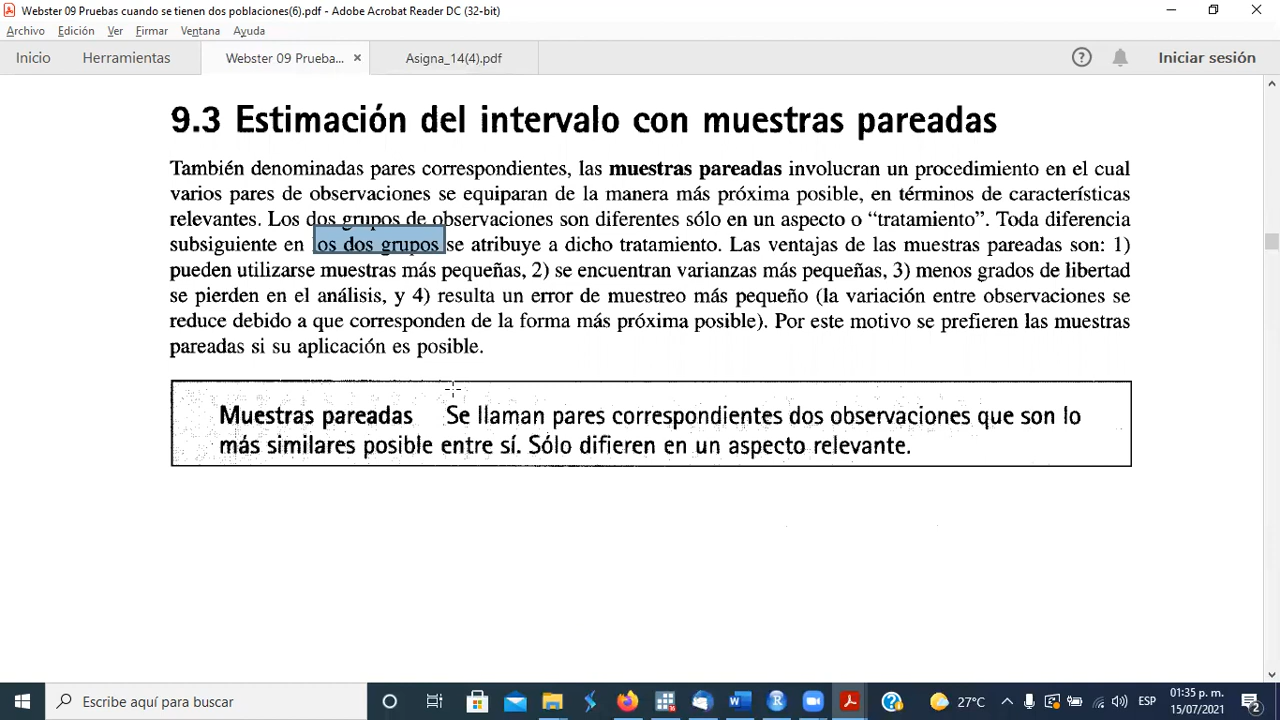 Webster 09 Pruebas cuando se tienen dos poblaciones(6).pdf - Adobe Acrobat Reader DC (32-bit)
Archivo Edición Ver Firmar Ventana Ayuda
Inicio Herramientas Webster 09 Prueba... × Asigna_14(4).pdf ? Iniciar sesión
9.3 Estimación del intervalo con muestras pareadas
También denominadas pares correspondientes, las muestras pareadas involucran un procedimiento en el cual
varios pares de observaciones se equiparan de la manera más próxima posible, en términos de características
relevantes. Los dos grupos de observaciones son diferentes sólo en un aspecto o “tratamiento”. Toda diferencia
subsiguiente en los dos grupos se atribuye a dicho tratamiento. Las ventajas de las muestras pareadas son: 1)
pueden utilizarse muestras más pequeñas, 2) se encuentran varianzas más pequeñas, 3) menos grados de libertad
se pierden en el análisis, y 4) resulta un error de muestreo más pequeño (la variación entre observaciones se
reduce debido a que corresponden de la forma más próxima posible). Por este motivo se prefieren las muestras
pareadas si su aplicación es posible.
Muestras pareadas Se llaman pares correspondientes dos observaciones que son lo
más similares posible entre sí. Sólo difieren en un aspecto relevante.
Escribe aquí para buscar 27°C ESP 01:35 p. m.
15/07/2021 2